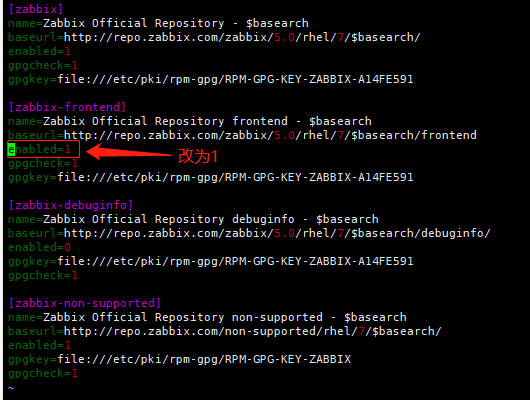 [zabbix]
name=Zabbix Official Repository - $basearch
baseurl=http://repo.zabbix.com/zabbix/5.0/rhel/7/$basearch/
enabled=1
gpgcheck=1
gpgkey=file:///etc/pki/rpm-gpg/RPM-GPG-KEY-ZABBIX-A14FE591
[zabbix-frontend]
name=Zabbix Official Repository frontend - $basearch
baseurl=http://repo.zabbix.com/zabbix/5.0/rhel/7/$basearch/frontend
enabled=1
改为1
gpgcheck=1
gpgkey=file:///etc/pki/rpm-gpg/RPM-GPG-KEY-ZABBIX-A14FE591
[zabbix-debuginfo]
name=Zabbix Official Repository debuginfo - $basearch
baseurl=http://repo.zabbix.com/zabbix/5.0/rhel/7/$basearch/debuginfo/
enabled=0
gpgkey=file:///etc/pki/rpm-gpg/RPM-GPG-KEY-ZABBIX-A14FE591
gpgcheck=1
[zabbix-non-supported]
name=Zabbix Official Repository non-supported - $basearch
baseurl=http://repo.zabbix.com/non-supported/rhel/7/$basearch/
enabled=1
gpgkey=file:///etc/pki/rpm-gpg/RPM-GPG-KEY-ZABBIX
gpgcheck=1
~